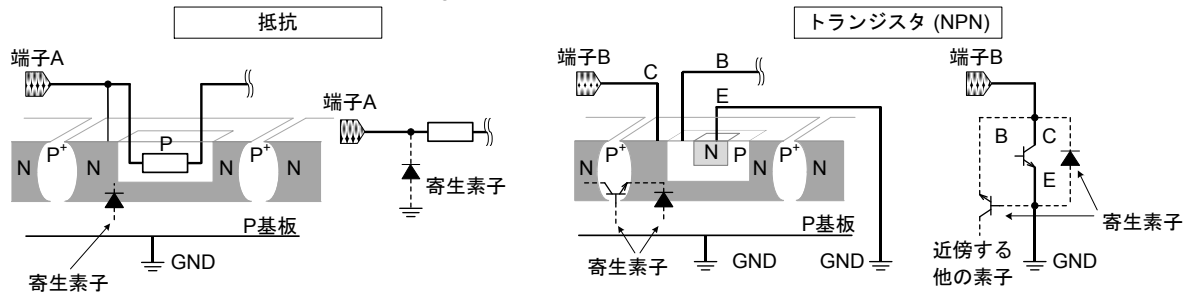 抵抗
端子A
N
P+
N
P
N
P+
N
P基板
GND
寄生素子
端子A
寄生素子
トランジスタ (NPN)
端子B
C
B
E
N
P+
N
N
P
P+
N
P基板
寄生素子
GND
GND
端子B
B
C
E
寄生素子
近傍する
他の素子
GND